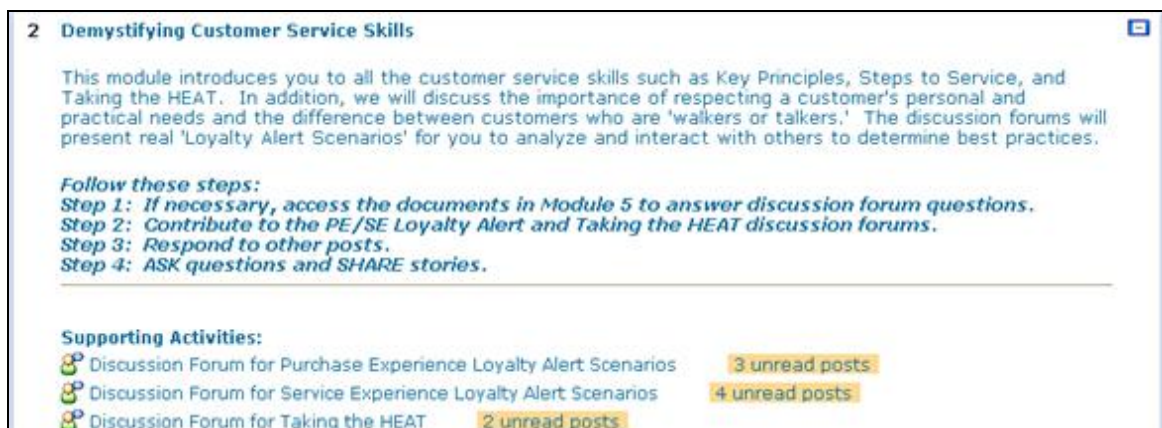 2 Demystifying Customer Service Skills
This module introduces you to all the customer service skills such as Key Principles, Steps to Service, and
Taking the HEAT. In addition, we will discuss the importance of respecting a customer's personal and
practical needs and the difference between customers who are 'walkers or talkers.' The discussion forums will
present real 'Loyalty Alert Scenarios' for you to analyze and interact with others to determine best practices.
Follow these steps:
Step 1: If necessary, access the documents in Module 5 to answer discussion forum questions.
Step 2: Contribute to the PE/SE Loyalty Alert and Taking the HEAT discussion forums.
Step 3: Respond to other posts.
Step 4: ASK questions and SHARE stories.
Supporting Activities:
Discussion Forum for Purchase Experience Loyalty Alert Scenarios 3 unread posts
Discussion Forum for Service Experience Loyalty Alert Scenarios 4 unread posts
Discussion Forum for Taking the HEAT 2 unread posts